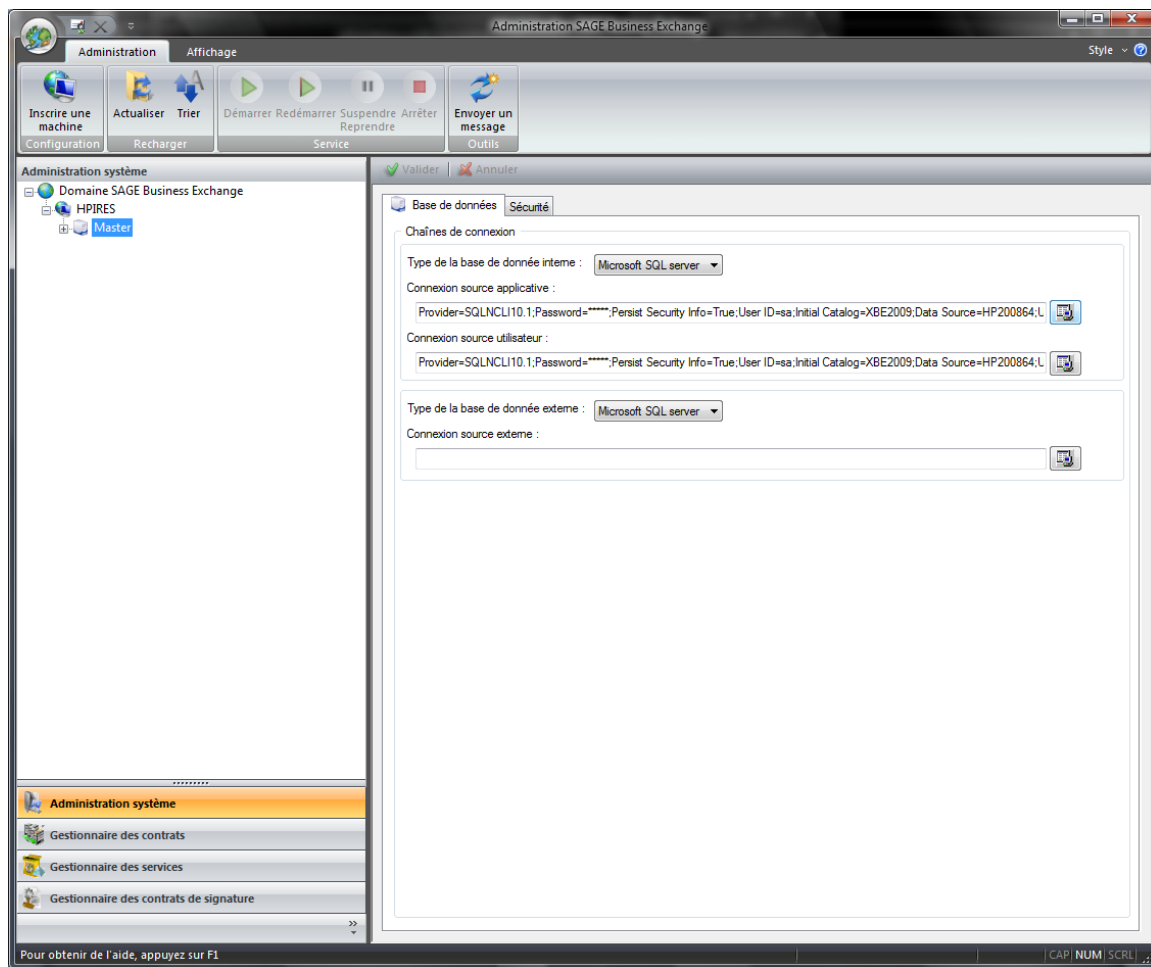 Administration SAGE Business Exchange
Administration Affichage Style
Inscrire une machine Actualiser Trier Démarrer Redémarrer Suspendre Reprendre Arrêter Envoyer un message
Configuration Recharger Service Outils
Administration système
Domaine SAGE Business Exchange
HPIRES
Master
Administration système
Gestionnaire des contrats
Gestionnaire des services
Gestionnaire des contrats de signature
Valider Annuler
Base de données Sécurité
Chaînes de connexion
Type de la base de donnée interne : Microsoft SQL server
Connexion source applicative :
Provider=SQLNCLI10.1;Password=*****;Persist Security Info=True;User ID=sa;Initial Catalog=XBE2009;Data Source=HP200864;U
Connexion source utilisateur :
Provider=SQLNCLI10.1;Password=*****;Persist Security Info=True;User ID=sa;Initial Catalog=XBE2009;Data Source=HP200864;U
Type de la base de donnée externe : Microsoft SQL server
Connexion source externe :
Pour obtenir de l'aide, appuyez sur F1 CAP NUM SCRL